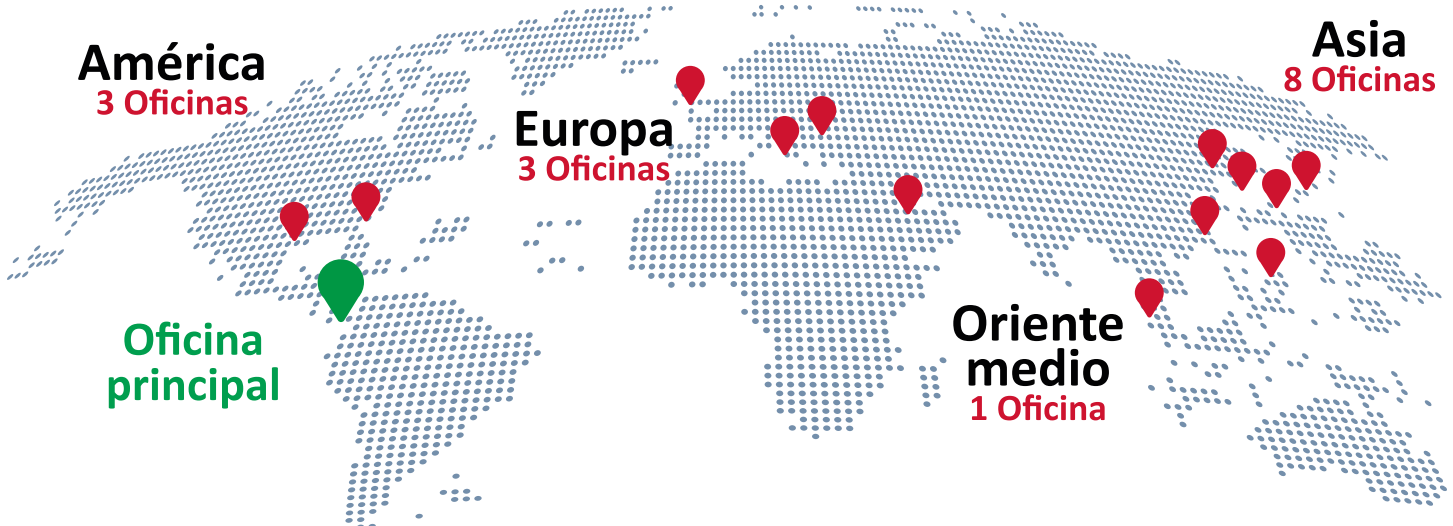 América
3 Oficinas
Europa
3 Oficinas
Asia
8 Oficinas
Oficina
principal
Oriente
medio
1 Oficina